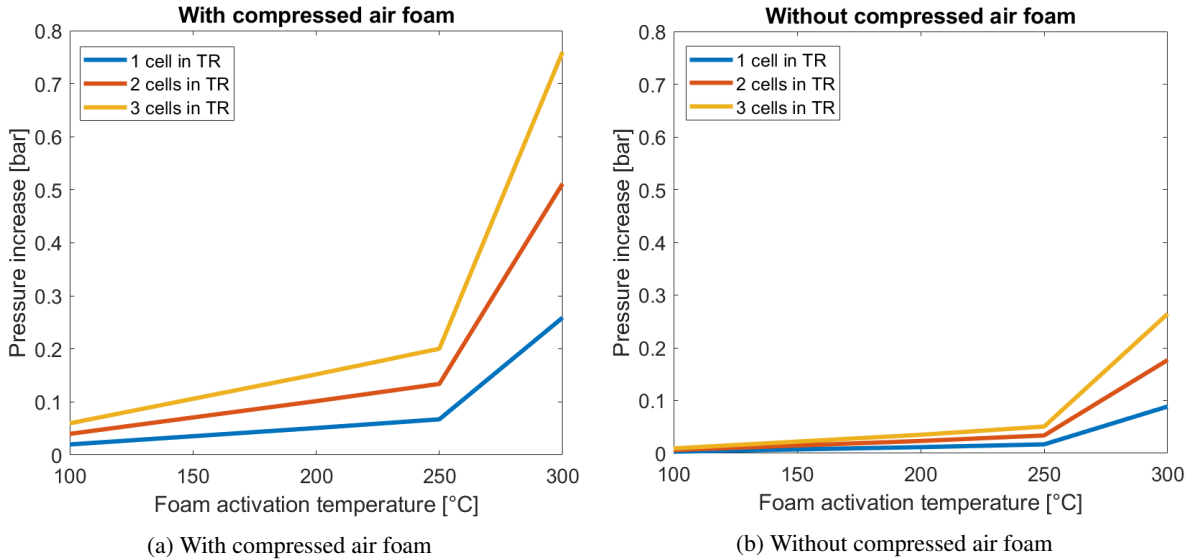 With compressed air foam
0.8
0.7
0.6
0.5
0.4
0.3
0.2
0.1
0
Pressure increase [bar]
1 cell in TR
2 cells in TR
3 cells in TR
100 150 200 250 300
Foam activation temperature [°C]
(a) With compressed air foam
Without compressed air foam
0.8
0.7
0.6
0.5
0.4
0.3
0.2
0.1
0
Pressure increase [bar]
1 cell in TR
2 cells in TR
3 cells in TR
100 150 200 250 300
Foam activation temperature [°C]
(b) Without compressed air foam